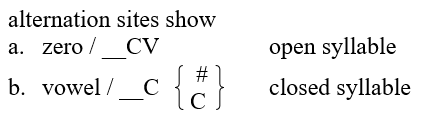 alternation sites show
a. zero / __CV open syllable
b. vowel / __C { # C } closed syllable